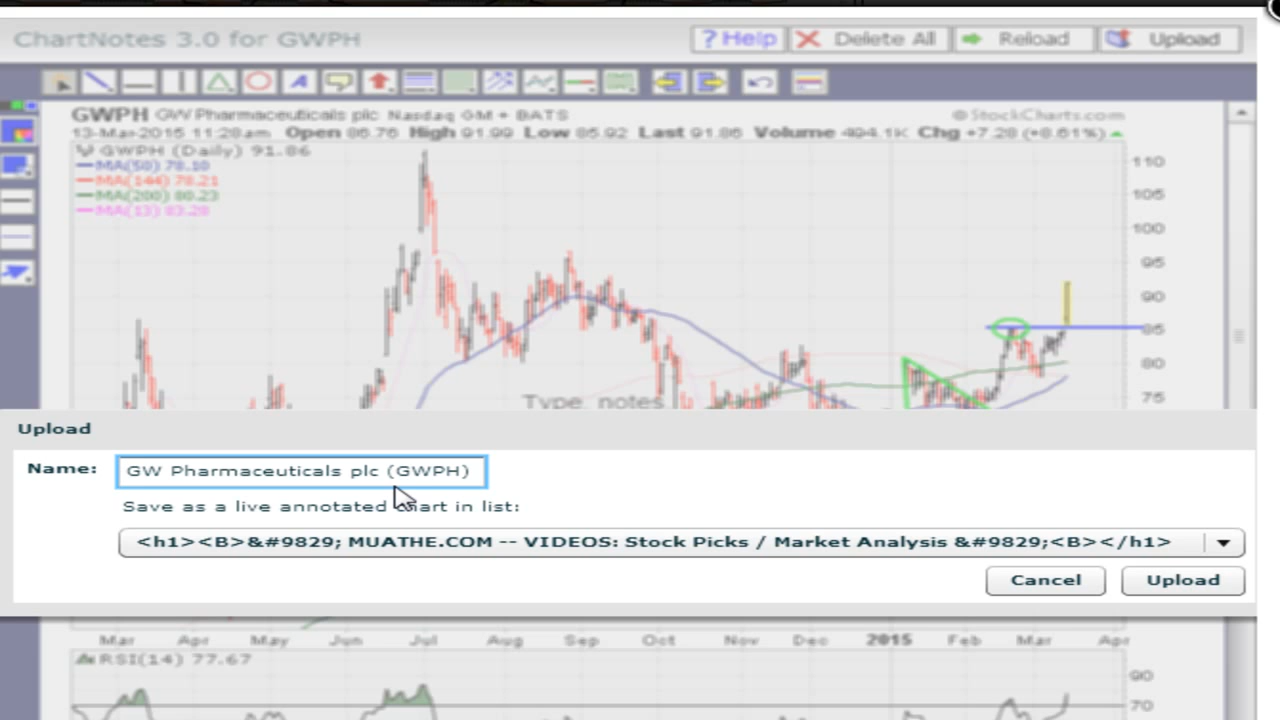 ChartNotes 3.0 for GWPH
? Help Delete All Reload Upload
GWPH GW Pharmaceuticals plc Nasdaq GM + BATS © StockCharts.com
13-Mar-2015 11:28am Open 86.76 High 91.99 Low 85.92 Last 91.86 Volume 494.1K Chg +7.28 (+8.61%)
GWPH (Daily) 91.86
MA(50) 78.10
MA(144) 78.21
MA(200) 80.23
MA(13) 83.28
110
105
100
95
90
85
80
75
Type notes
Upload
Name: GW Pharmaceuticals plc (GWPH)
Save as a live annotated chart in list:
<h1><B>&#9829; MUATHE.COM -- VIDEOS: Stock Picks / Market Analysis &#9829;<B></h1>
Cancel Upload
Mar Apr May Jun Jul Aug Sep Oct Nov Dec 2015 Feb Mar Apr
RSI(14) 77.67
90
70